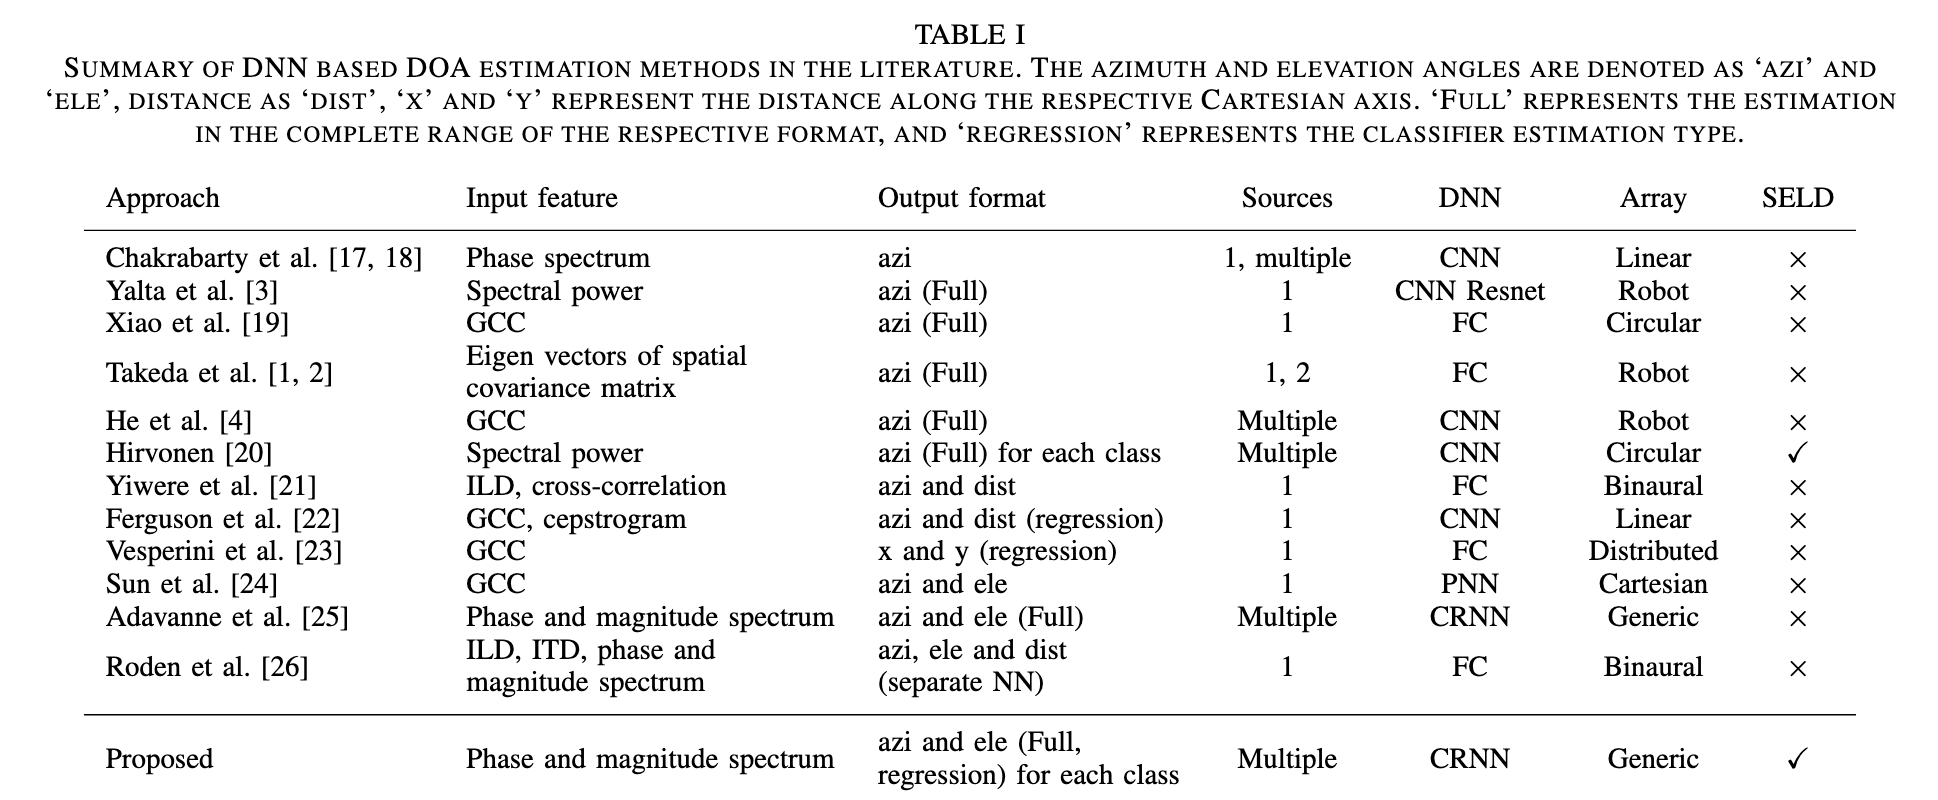 TABLE I
SUMMARY OF DNN BASED DOA ESTIMATION METHODS IN THE LITERATURE. THE AZIMUTH AND ELEVATION ANGLES ARE DENOTED AS ‘AZI’ AND
‘ELE’, DISTANCE AS ‘DIST’, ‘X’ AND ‘Y’ REPRESENT THE DISTANCE ALONG THE RESPECTIVE CARTESIAN AXIS. ‘FULL’ REPRESENTS THE ESTIMATION
IN THE COMPLETE RANGE OF THE RESPECTIVE FORMAT, AND ‘REGRESSION’ REPRESENTS THE CLASSIFIER ESTIMATION TYPE.
Approach Input feature Output format Sources DNN Array SELD
Chakrabarty et al. [17, 18] Phase spectrum azi 1, multiple CNN Linear ×
Yalta et al. [3] Spectral power azi (Full) 1 CNN Resnet Robot ×
Xiao et al. [19] GCC azi (Full) 1 FC Circular ×
Takeda et al. [1, 2] Eigen vectors of spatial
covariance matrix azi (Full) 1, 2 FC Robot ×
He et al. [4] GCC azi (Full) Multiple CNN Robot ×
Hirvonen [20] Spectral power azi (Full) for each class Multiple CNN Circular ✓
Yiwere et al. [21] ILD, cross-correlation azi and dist 1 FC Binaural ×
Ferguson et al. [22] GCC, cepstrogram azi and dist (regression) 1 CNN Linear ×
Vesperini et al. [23] GCC x and y (regression) 1 FC Distributed ×
Sun et al. [24] GCC azi and ele 1 PNN Cartesian ×
Adavanne et al. [25] Phase and magnitude spectrum azi and ele (Full) Multiple CRNN Generic ×
Roden et al. [26] ILD, ITD, phase and
magnitude spectrum azi, ele and dist
(separate NN) 1 FC Binaural ×
Proposed Phase and magnitude spectrum azi and ele (Full,
regression) for each class Multiple CRNN Generic ✓